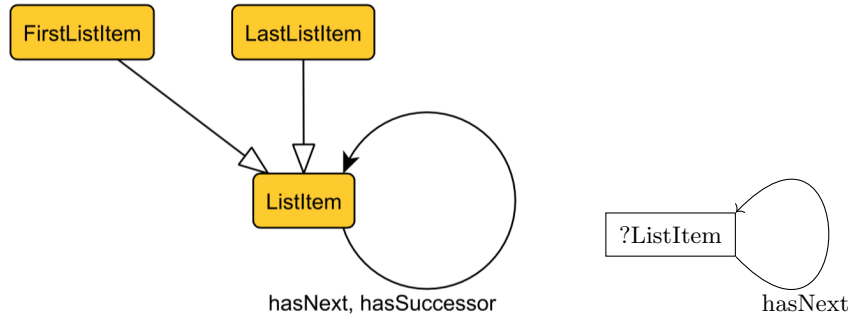 FirstListItem
LastListItem
ListItem
hasNext, hasSuccessor
?ListItem
hasNext